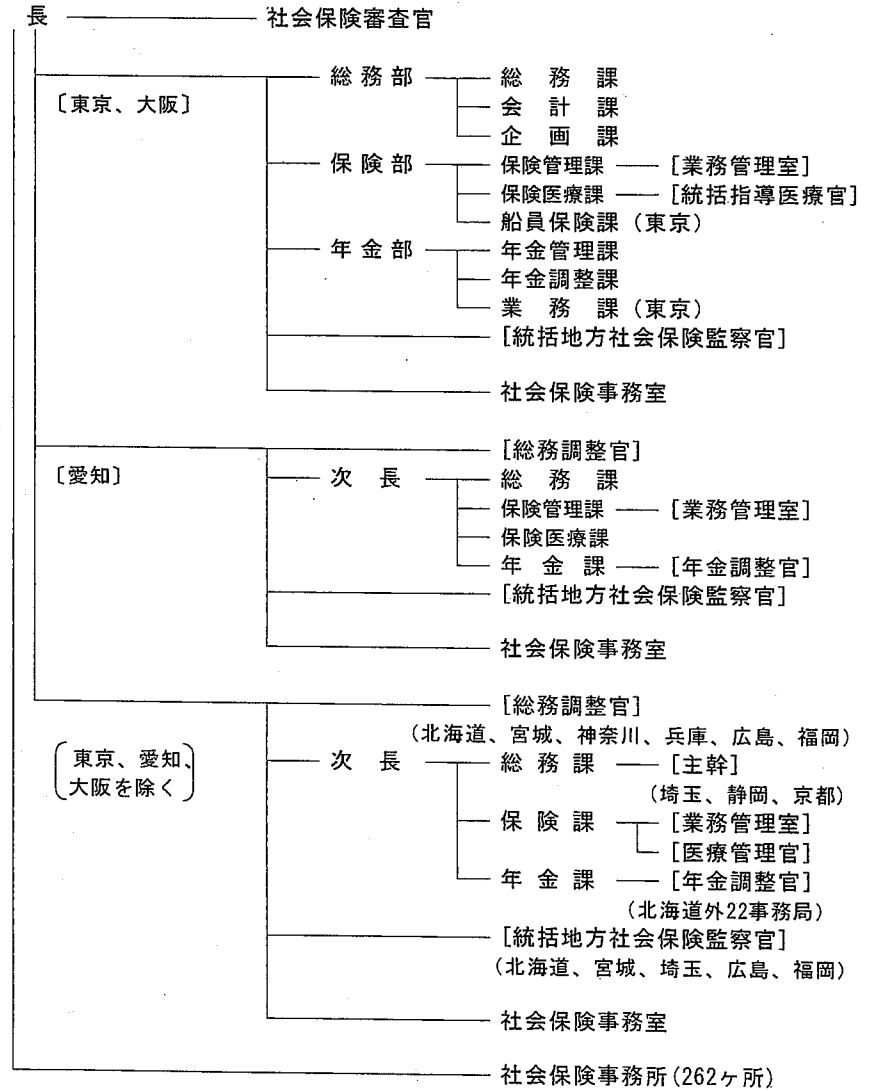 長 社会保険審査官
総務部 総務課
〔東京、大阪〕 会計課
企画課
保険部 保険管理課 [業務管理室]
保険医療課 [統括指導医療官]
船員保険課(東京)
年金部 年金管理課
年金調整課
業務課(東京)
[統括地方社会保険監察官]
社会保険事務室
[総務調整官]
〔愛知〕 次長 総務課
保険管理課 [業務管理室]
保険医療課
年金課 [年金調整官]
[統括地方社会保険監察官]
社会保険事務室
[総務調整官]
(北海道、宮城、神奈川、兵庫、広島、福岡)
東京、愛知、 次長 総務課 [主幹]
大阪を除く (埼玉、静岡、京都)
保険課 [業務管理室]
[医療管理官]
年金課 [年金調整官]
(北海道外22事務局)
[統括地方社会保険監察官]
(北海道、宮城、埼玉、広島、福岡)
社会保険事務室
社会保険事務所(262ヶ所)